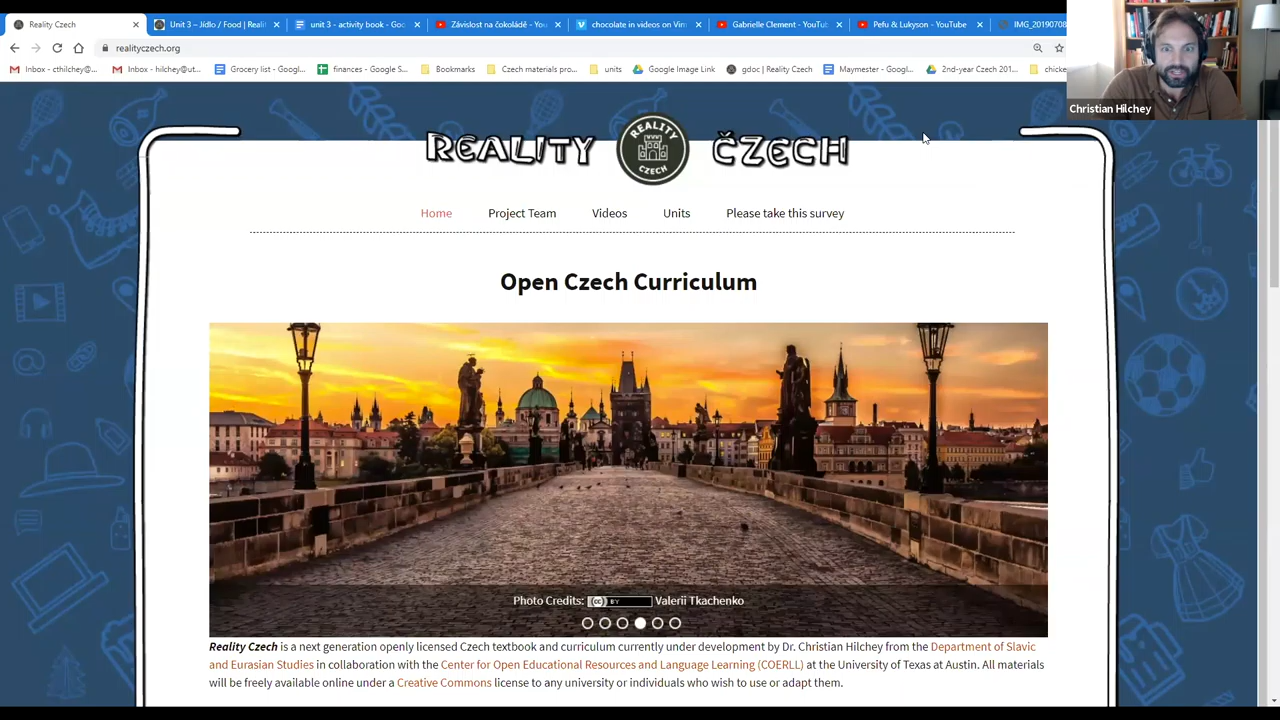 Reality Czech
Unit 3 – Jídlo / Food | Reali
unit 3 - activity book - Goo
Závislost na čokoládě - You
chocolate in videos on Vim
Gabrielle Clement - YouTu
Pefu & Lukyson - YouTube
IMG_20190708
realityczech.org
Inbox - cthilchey@...
Inbox - hilchey@ut...
Grocery list - Googl...
finances - Google S...
Bookmarks
Czech materials pro...
units
Google Image Link
gdoc | Reality Czech
Maymester - Googl...
2nd-year Czech 201...
chicke
Christian Hilchey
REALITY
REALITY
CZECH
ČZECH
Home
Project Team
Videos
Units
Please take this survey
Open Czech Curriculum
Photo Credits: CC BY Valerii Tkachenko
Reality Czech is a next generation openly licensed Czech textbook and curriculum currently under development by Dr. Christian Hilchey from the Department of Slavic
and Eurasian Studies in collaboration with the Center for Open Educational Resources and Language Learning (COERLL) at the University of Texas at Austin. All materials
will be freely available online under a Creative Commons license to any university or individuals who wish to use or adapt them.